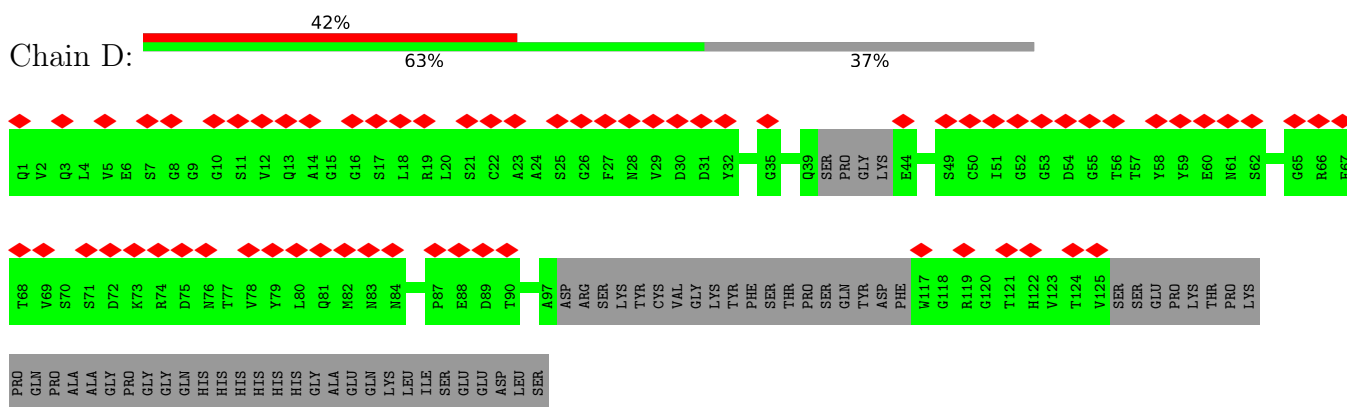 42%
Chain D:
63% 37%
Q1 V2 Q3 L4 V5 E6 S7 G8 G9 G10 S11 V12 Q13 A14 G15 G16 S17 L18 R19 L20 S21 C22 A23 A24 S25 G26 F27 N28 V29 D30 D31 Y32 G35 Q39 SER PRO GLY LYS E44 S49 C50 I51 G52 G53 D54 G55 T56 T57 Y58 Y59 E60 N61 S62 G65 R66 F67
T68 V69 S70 S71 D72 K73 R74 D75 N76 T77 V78 Y79 L80 Q81 M82 N83 N84 P87 E88 D89 T90 A97 ASP ARG SER LYS TYR CYS VAL GLY LYS TYR PHE SER THR PRO SER GLN TYR ASP PHE W117 G118 R119 G120 T121 H122 V123 T124 V125 SER SER GLU PRO LYS THR PRO LYS
PRO GLN PRO ALA ALA GLY PRO GLY GLY GLN HIS HIS HIS HIS HIS HIS GLY ALA GLU GLN LYS LEU ILE SER GLU GLU ASP LEU SER